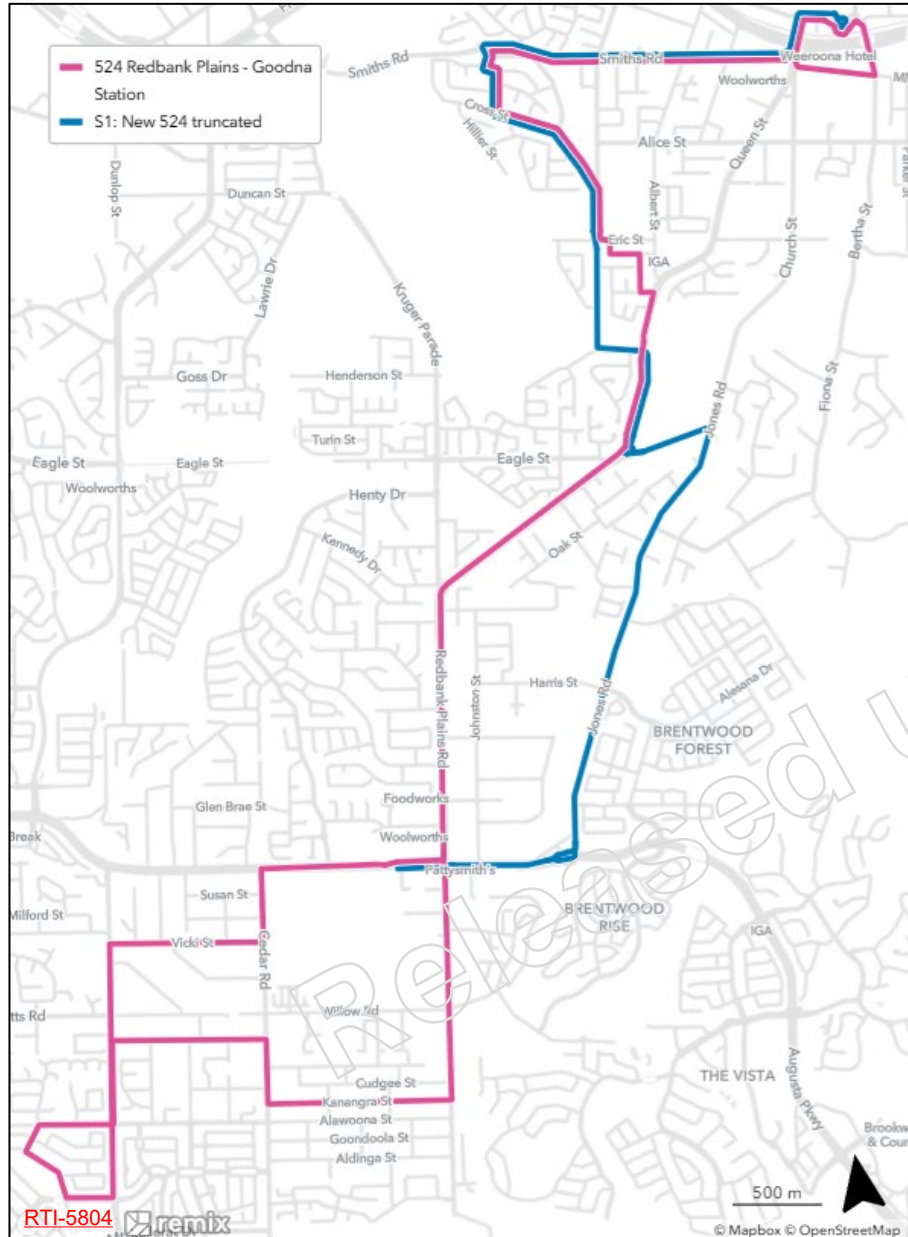 524 Redbank Plains - Goodna
Station
S1: New 524 truncated
Smiths Rd
Smiths Rd
Weeroona Hotel
Woolworths
Cross St
Hillier St
Alice St
Queen St
Dunlop St
Duncan St
Albert St
Church St
Bertha St
Eric St
IGA
Lawrie Dr
Kruger Parade
Goss Dr
Henderson St
Jones Rd
Fiona St
Turin St
Eagle St
Eagle St
Eagle St
Woolworths
Henty Dr
Oak St
Kennedy Dr
Redbank Plains Rd
Johnston St
Harris St
Jones Rd
Alesana Dr
BRENTWOOD
FOREST
Glen Brae St
Foodworks
Break
Woolworths
Pattysmith's
Susan St
Milford St
BRENTWOOD
RISE
IGA
Vicki St
Cedar Rd
Released u
tts Rd
Willow Rd
THE VISTA
Augusta Pkwy
Cudgee St
Kanangra St
Alawoona St
Goondoola St
Aldinga St
Brookw
& Cour
500 m
RTI-5804
remix
© Mapbox © OpenStreetMap